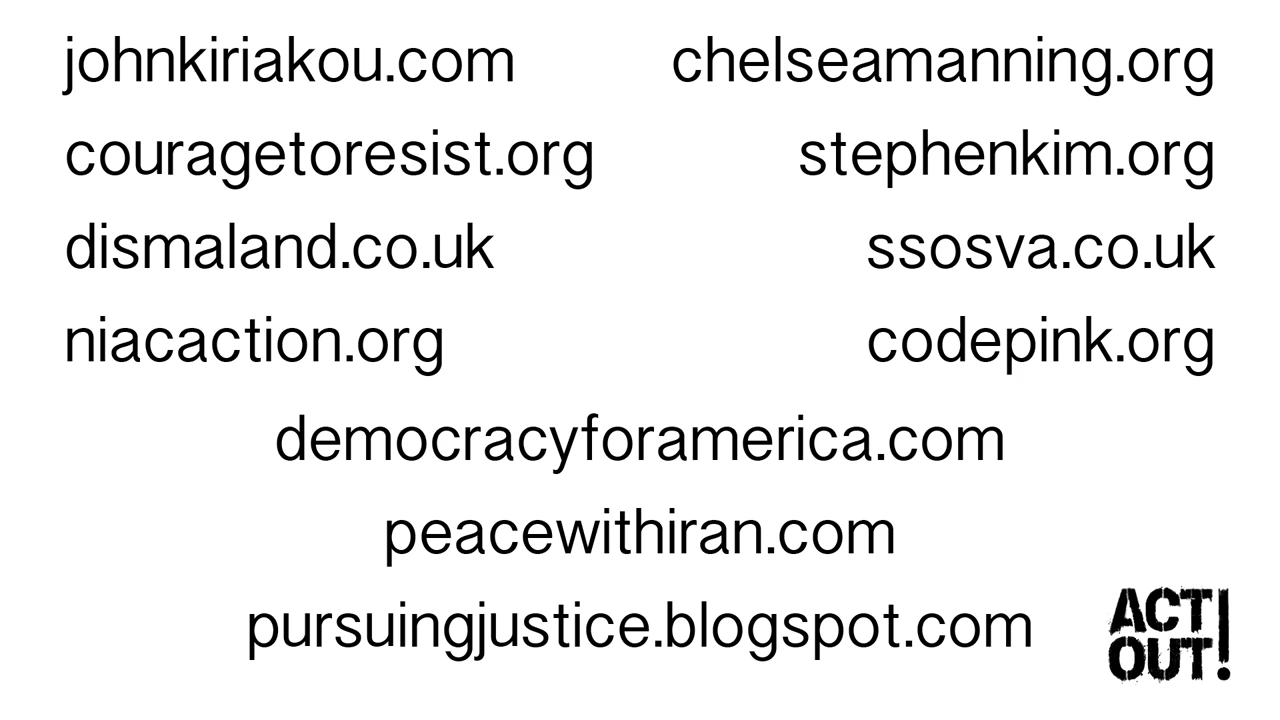 johnkiriakou.com chelseamanning.org
couragetoresist.org stephenkim.org
dismaland.co.uk ssosva.co.uk
niacaction.org codepink.org
democracyforamerica.com
peacewithiran.com
pursuingjustice.blogspot.com
ACT
OUT!